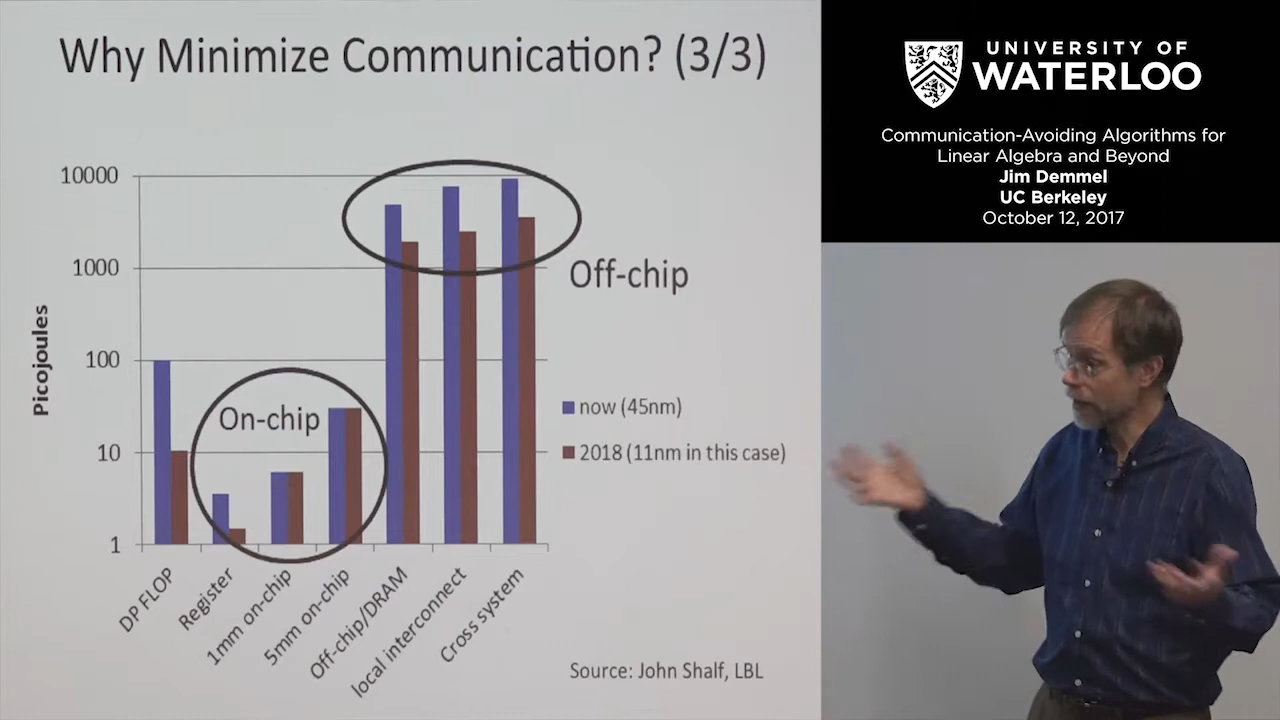 Why Minimize Communication? (3/3)
10000
1000
100
10
1
Picojoules
On-chip
Off-chip
now (45nm)
2018 (11nm in this case)
DP FLOP
Register
1mm on-chip
5mm on-chip
Off-chip/DRAM
local interconnect
Cross system
Source: John Shalf, LBL
UNIVERSITY OF
WATERLOO
Communication-Avoiding Algorithms for
Linear Algebra and Beyond
Jim Demmel
UC Berkeley
October 12, 2017